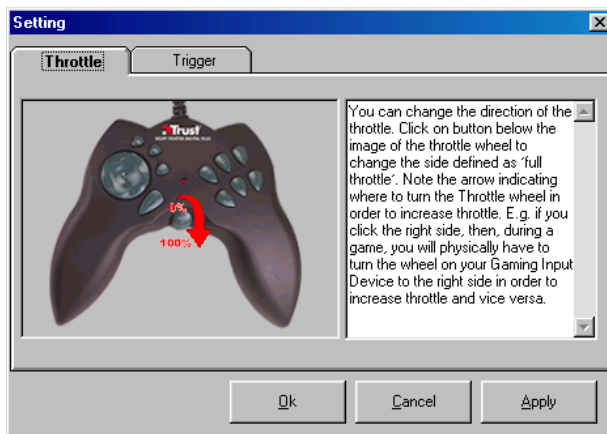 Setting
Throttle
Trigger
Trust
0%
100%
You can change the direction of the
throttle. Click on button below the
image of the throttle wheel to
change the side defined as ‘full
throttle’. Note the arrow indicating
where to turn the Throttle wheel in
order to increase throttle. E.g. if you
click the right side, then, during a
game, you will physically have to
turn the wheel on your Gaming Input
Device to the right side in order to
increase throttle and vice versa.
Ok
Cancel
Apply